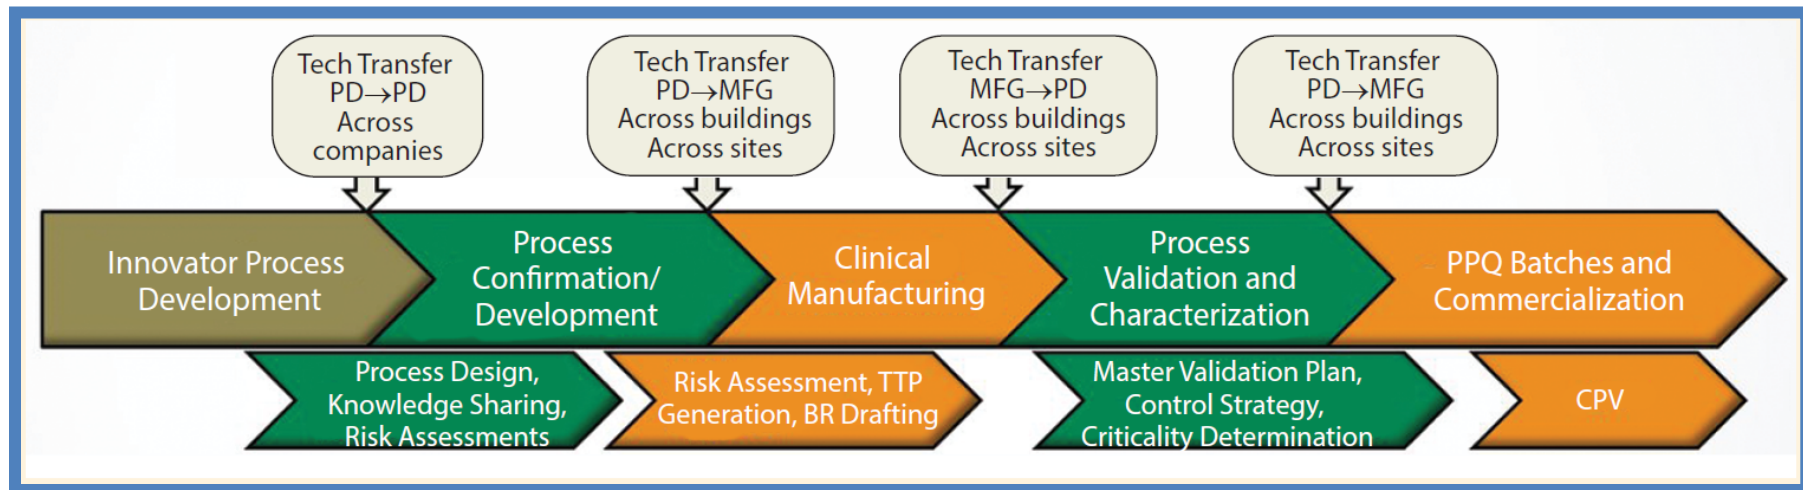 Tech Transfer
PD→PD
Across
companies
Tech Transfer
PD→MFG
Across buildings
Across sites
Tech Transfer
MFG→PD
Across buildings
Across sites
Tech Transfer
PD→MFG
Across buildings
Across sites
Innovator Process
Development
Process
Confirmation/
Development
Clinical
Manufacturing
Process
Validation and
Characterization
PPQ Batches and
Commercialization
Process Design,
Knowledge Sharing,
Risk Assessments
Risk Assessment, TTP
Generation, BR Drafting
Master Validation Plan,
Control Strategy,
Criticality Determination
CPV